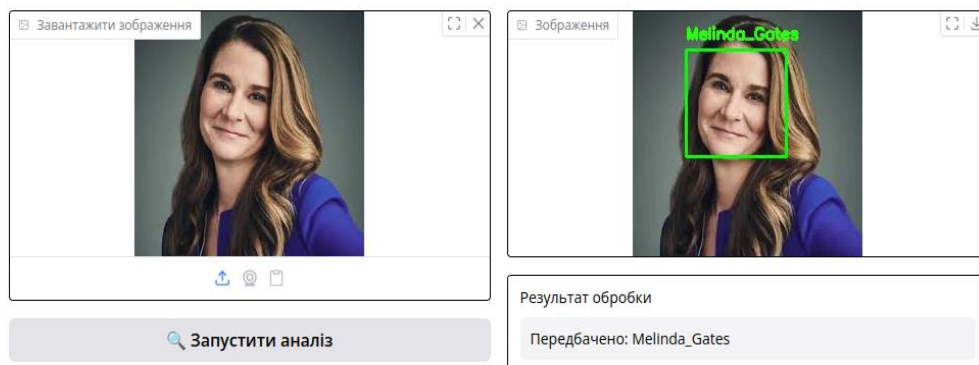 Завантажити зображення
🔍 Запустити аналіз
Зображення
Melinda_Gates
Результат обробки
Передбачено: Melinda_Gates